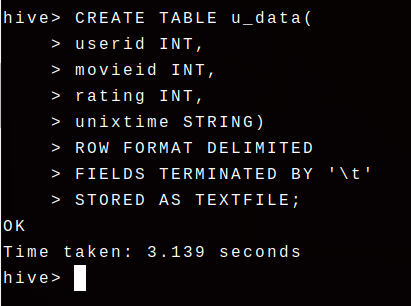 hive> CREATE TABLE u_data(
    > userid INT,
    > movieid INT,
    > rating INT,
    > unixtime STRING)
    > ROW FORMAT DELIMITED
    > FIELDS TERMINATED BY '\t'
    > STORED AS TEXTFILE;
OK
Time taken: 3.139 seconds
hive>